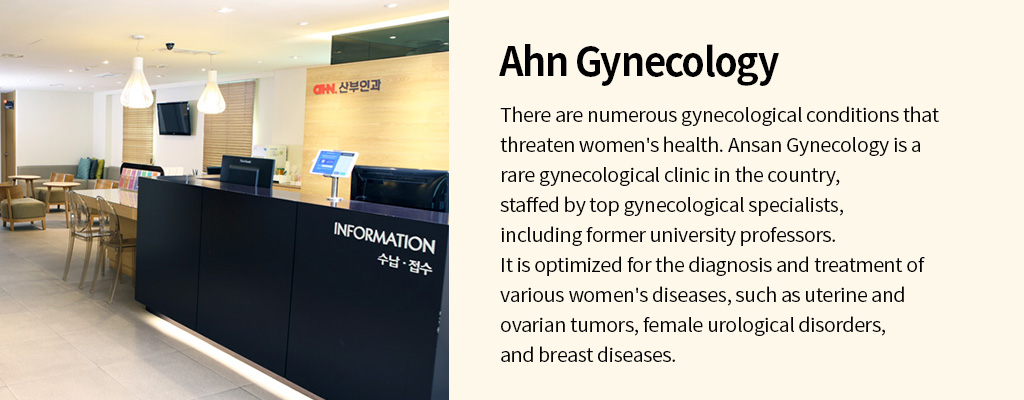 AHN. 산부인과
INFORMATION
수납 · 접수
Ahn Gynecology
There are numerous gynecological conditions that
threaten women's health. Ansan Gynecology is a
rare gynecological clinic in the country,
staffed by top gynecological specialists,
including former university professors.
It is optimized for the diagnosis and treatment of
various women's diseases, such as uterine and
ovarian tumors, female urological disorders,
and breast diseases.